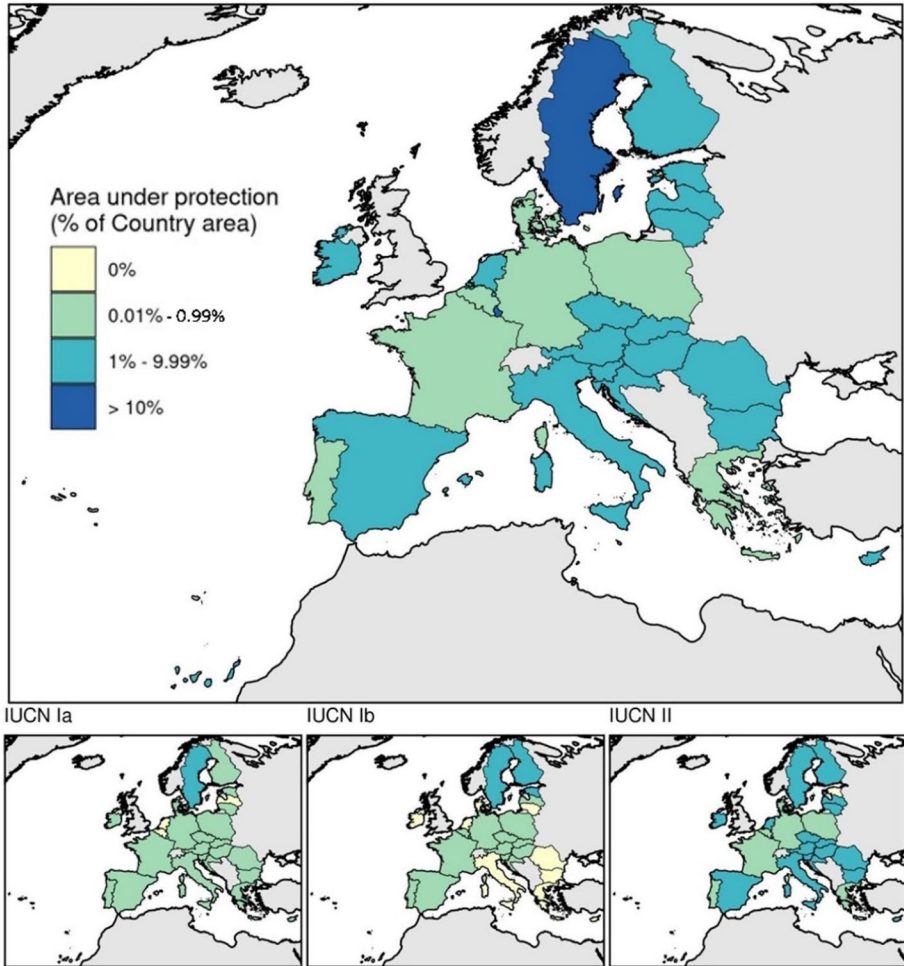 Area under protection
(% of Country area)
0%
0.01% - 0.99%
1% - 9.99%
> 10%
IUCN Ia
IUCN Ib
IUCN II